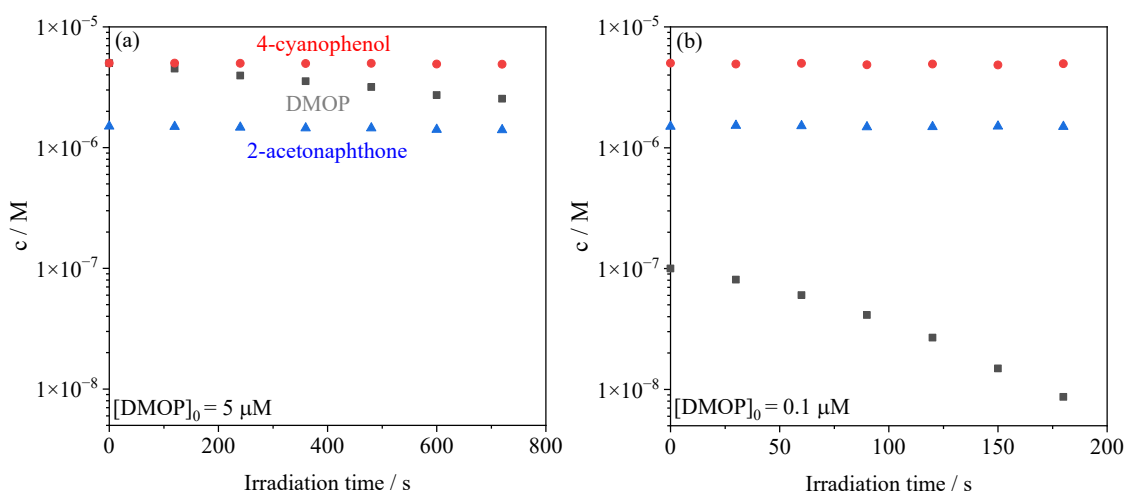 (a)
4-cyanophenol
DMOP
2-acetonaphthone
[DMOP]₀ = 5 μM
1×10⁻⁵
1×10⁻⁶
1×10⁻⁷
1×10⁻⁸
c / M
0 200 400 600 800
Irradiation time / s
(b)
[DMOP]₀ = 0.1 μM
1×10⁻⁵
1×10⁻⁶
1×10⁻⁷
1×10⁻⁸
c / M
0 50 100 150 200
Irradiation time / s